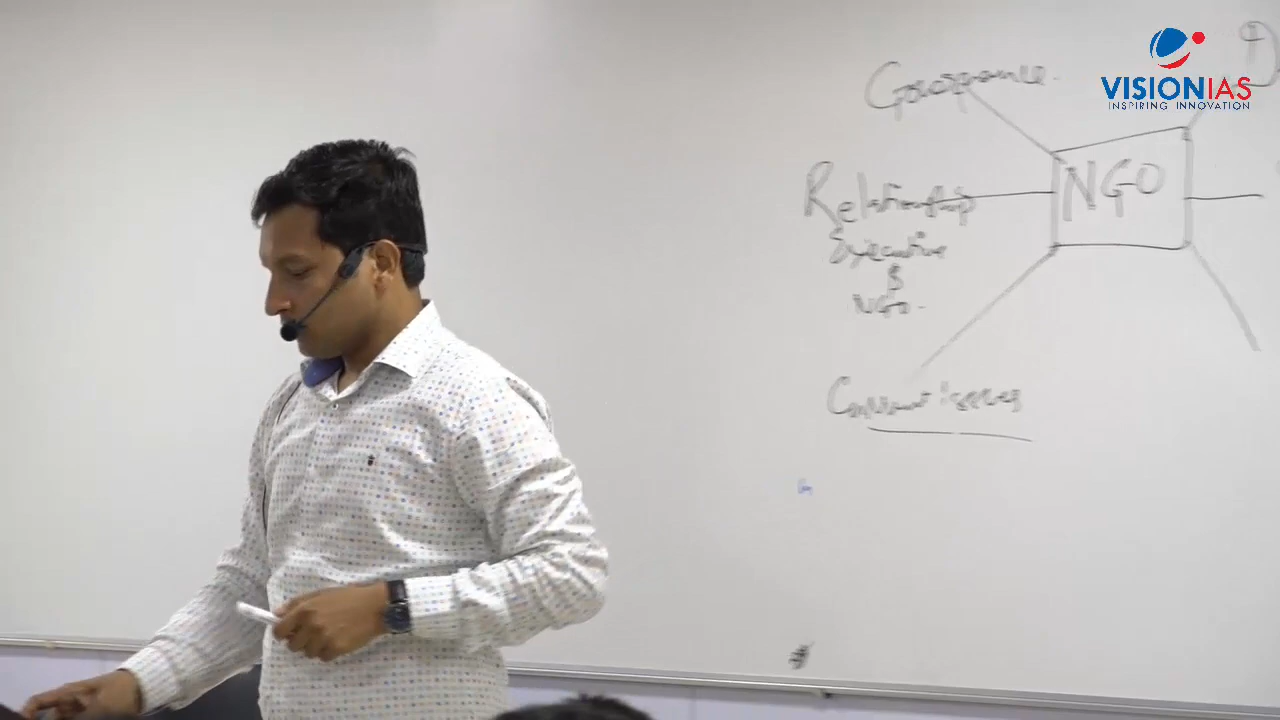 VISIONIAS
INSPIRING INNOVATION
Governance
NGO
Relationship
Executive
&
NGO
Current issues